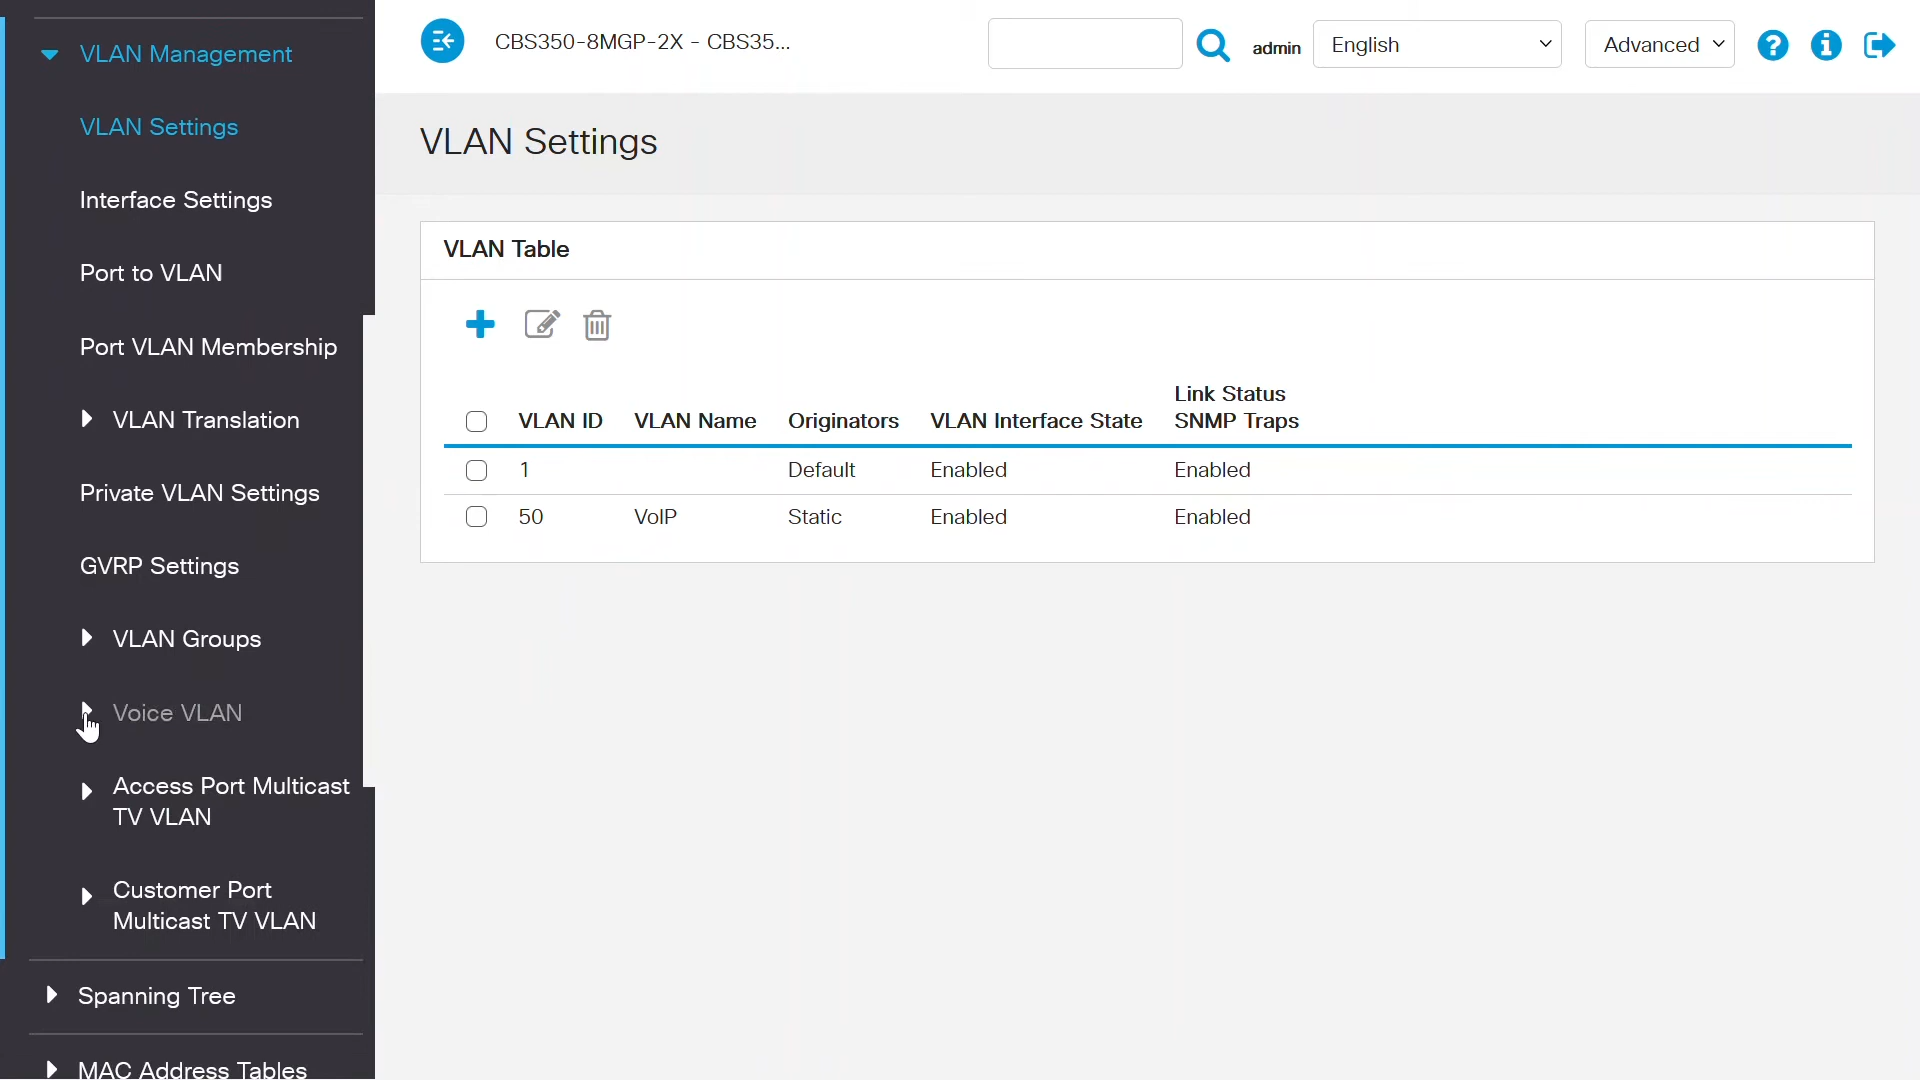 VLAN Management
VLAN Settings
Interface Settings
Port to VLAN
Port VLAN Membership
VLAN Translation
Private VLAN Settings
GVRP Settings
VLAN Groups
Voice VLAN
Access Port Multicast
TV VLAN
Customer Port
Multicast TV VLAN
Spanning Tree
MAC Address Tables
CBS350-8MGP-2X - CBS35...
admin
English
Advanced
VLAN Settings
VLAN Table
Link Status
VLAN ID VLAN Name Originators VLAN Interface State SNMP Traps
1 Default Enabled Enabled
50 VoIP Static Enabled Enabled